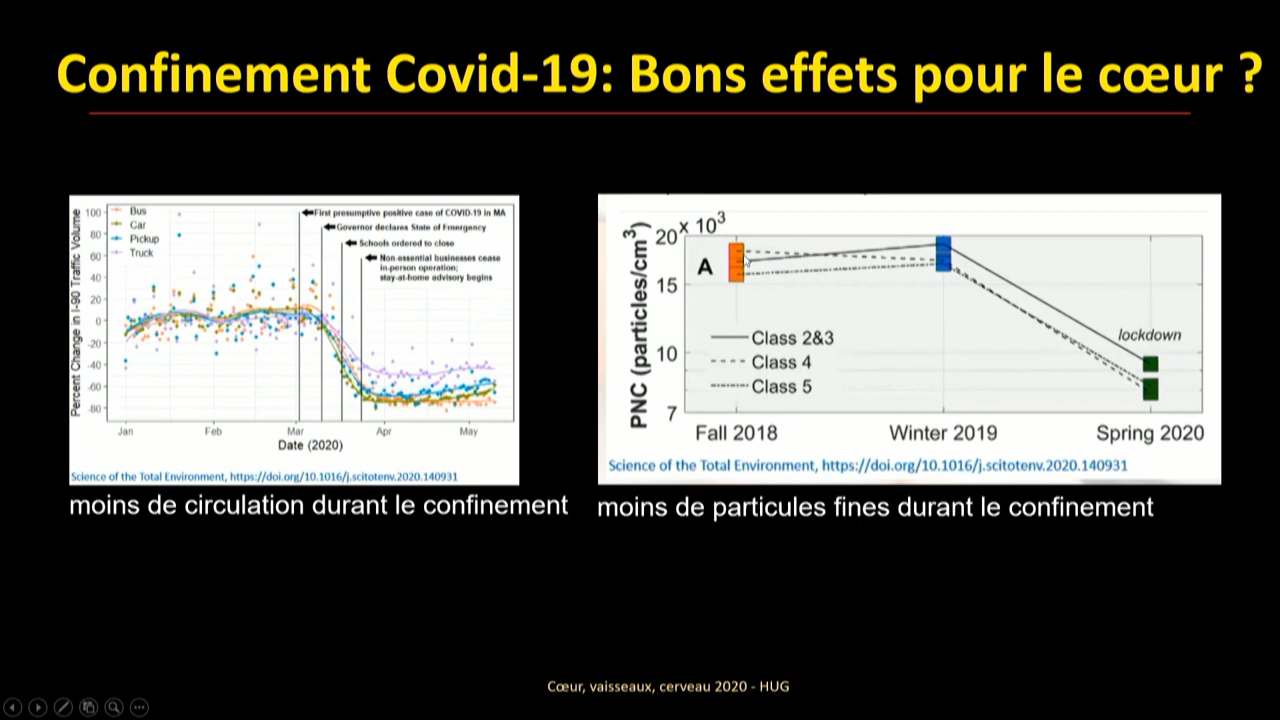 Confinement Covid-19: Bons effets pour le cœur ?
Percent Change in I-90 Traffic Volume
100
80
60
40
20
0
-20
-40
-60
-80
Bus
Car
Pickup
Truck
First presumptive positive case of COVID-19 in MA
Governor declares State of Emergency
Schools ordered to close
Non-essential businesses cease
in-person operation;
stay-at-home advisory begins
Jan Feb Mar Apr May
Date (2020)
Science of the Total Environment, https://doi.org/10.1016/j.scitotenv.2020.140931
moins de circulation durant le confinement
PNC (particles/cm³)
20 x 10³
15
10
7
A
Class 2&3
Class 4
Class 5
lockdown
Fall 2018 Winter 2019 Spring 2020
Science of the Total Environment, https://doi.org/10.1016/j.scitotenv.2020.140931
moins de particules fines durant le confinement
Cœur, vaisseaux, cerveau 2020 - HUG